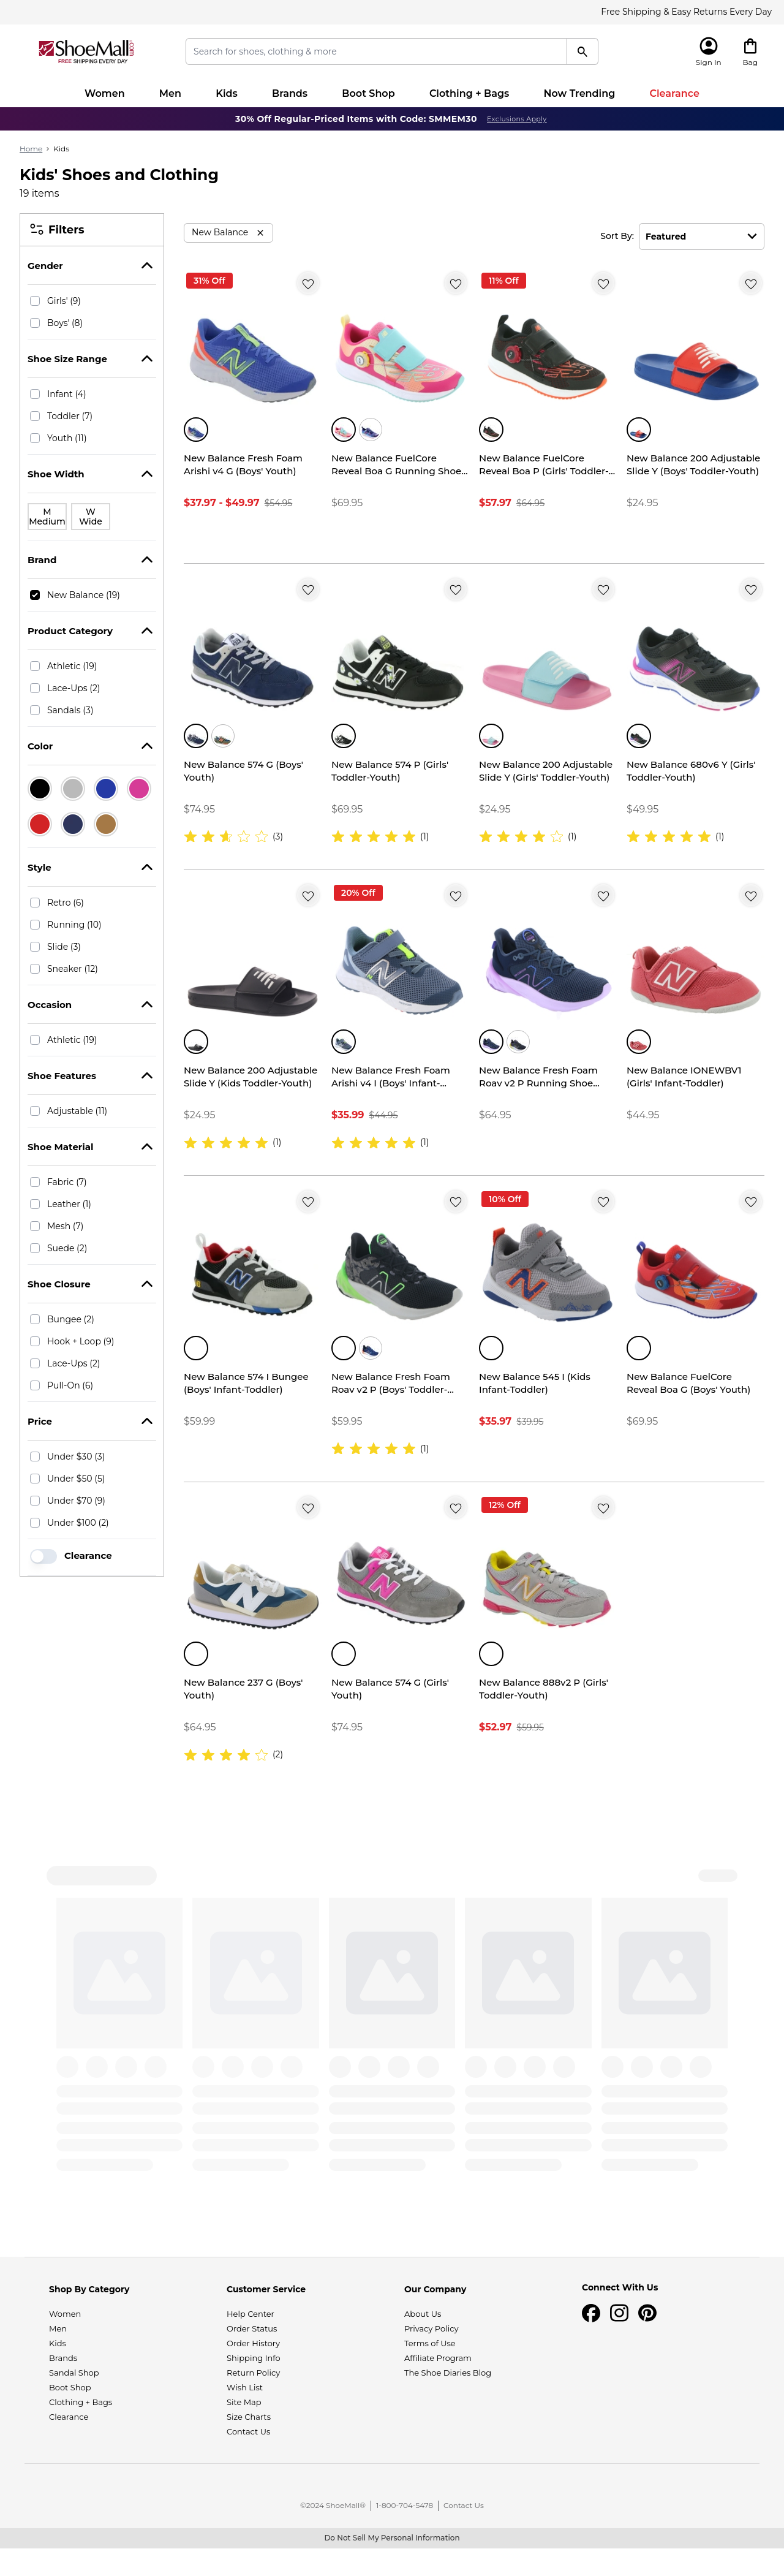 Free Shipping & Easy Returns Every Day
ShoeMall.com
FREE SHIPPING EVERY DAY
Search for shoes, clothing & more
Sign In
Bag
Women Men Kids Brands Boot Shop Clothing + Bags Now Trending Clearance
30% Off Regular-Priced Items with Code: SMMEM30 Exclusions Apply
Home › Kids
Kids' Shoes and Clothing
19 items
Filters
Gender
Girls' (9)
Boys' (8)
Shoe Size Range
Infant (4)
Toddler (7)
Youth (11)
Shoe Width
M
Medium
W
Wide
Brand
New Balance (19)
Product Category
Athletic (19)
Lace-Ups (2)
Sandals (3)
Color
Style
Retro (6)
Running (10)
Slide (3)
Sneaker (12)
Occasion
Athletic (19)
Shoe Features
Adjustable (11)
Shoe Material
Fabric (7)
Leather (1)
Mesh (7)
Suede (2)
Shoe Closure
Bungee (2)
Hook + Loop (9)
Lace-Ups (2)
Pull-On (6)
Price
Under $30 (3)
Under $50 (5)
Under $70 (9)
Under $100 (2)
Clearance
New Balance ×
Sort By: Featured
31% Off
New Balance Fresh Foam
Arishi v4 G (Boys' Youth)
$37.97 - $49.97 $54.95
New Balance FuelCore
Reveal Boa G Running Shoe...
$69.95
11% Off
New Balance FuelCore
Reveal Boa P (Girls' Toddler-...
$57.97 $64.95
New Balance 200 Adjustable
Slide Y (Boys' Toddler-Youth)
$24.95
New Balance 574 G (Boys'
Youth)
$74.95
(3)
New Balance 574 P (Girls'
Toddler-Youth)
$69.95
(1)
New Balance 200 Adjustable
Slide Y (Girls' Toddler-Youth)
$24.95
(1)
New Balance 680v6 Y (Girls'
Toddler-Youth)
$49.95
(1)
New Balance 200 Adjustable
Slide Y (Kids Toddler-Youth)
$24.95
(1)
20% Off
New Balance Fresh Foam
Arishi v4 I (Boys' Infant-...
$35.99 $44.95
(1)
New Balance Fresh Foam
Roav v2 P Running Shoe...
$64.95
New Balance IONEWBV1
(Girls' Infant-Toddler)
$44.95
New Balance 574 I Bungee
(Boys' Infant-Toddler)
$59.99
New Balance Fresh Foam
Roav v2 P (Boys' Toddler-...
$59.95
(1)
10% Off
New Balance 545 I (Kids
Infant-Toddler)
$35.97 $39.95
New Balance FuelCore
Reveal Boa G (Boys' Youth)
$69.95
New Balance 237 G (Boys'
Youth)
$64.95
(2)
New Balance 574 G (Girls'
Youth)
$74.95
12% Off
New Balance 888v2 P (Girls'
Toddler-Youth)
$52.97 $59.95
Shop By Category
Women
Men
Kids
Brands
Sandal Shop
Boot Shop
Clothing + Bags
Clearance
Customer Service
Help Center
Order Status
Order History
Shipping Info
Return Policy
Wish List
Site Map
Size Charts
Contact Us
Our Company
About Us
Privacy Policy
Terms of Use
Affiliate Program
The Shoe Diaries Blog
Connect With Us
©2024 ShoeMall® | 1-800-704-5478 | Contact Us
Do Not Sell My Personal Information